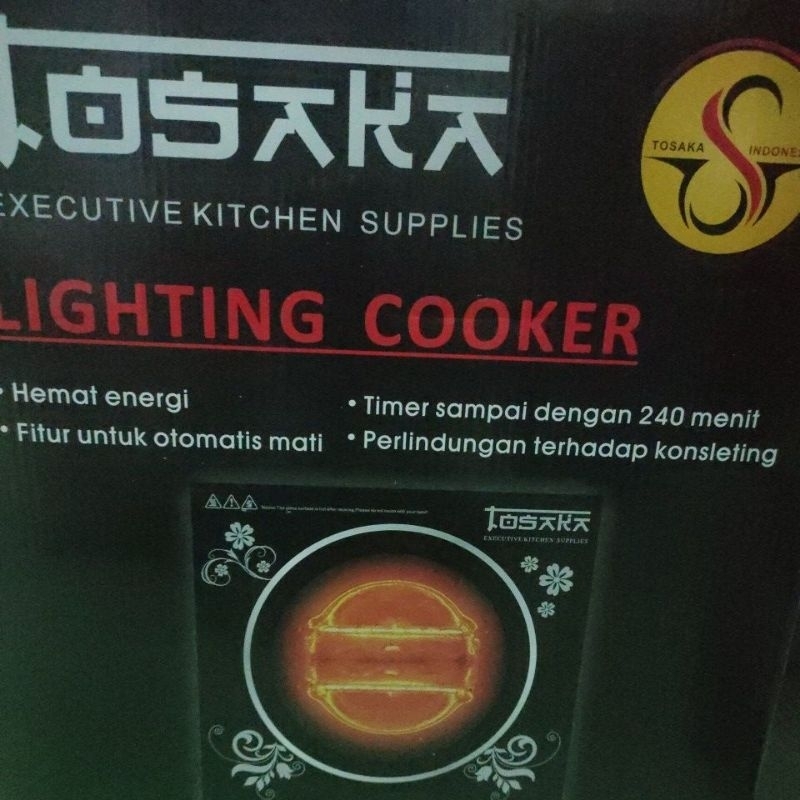 TOSAKA
EXECUTIVE KITCHEN SUPPLIES
TOSAKA INDONE
LIGHTING COOKER
• Hemat energi
• Timer sampai dengan 240 menit
• Fitur untuk otomatis mati
• Perlindungan terhadap konsleting
TOSAKA
EXECUTIVE KITCHEN SUPPLIES